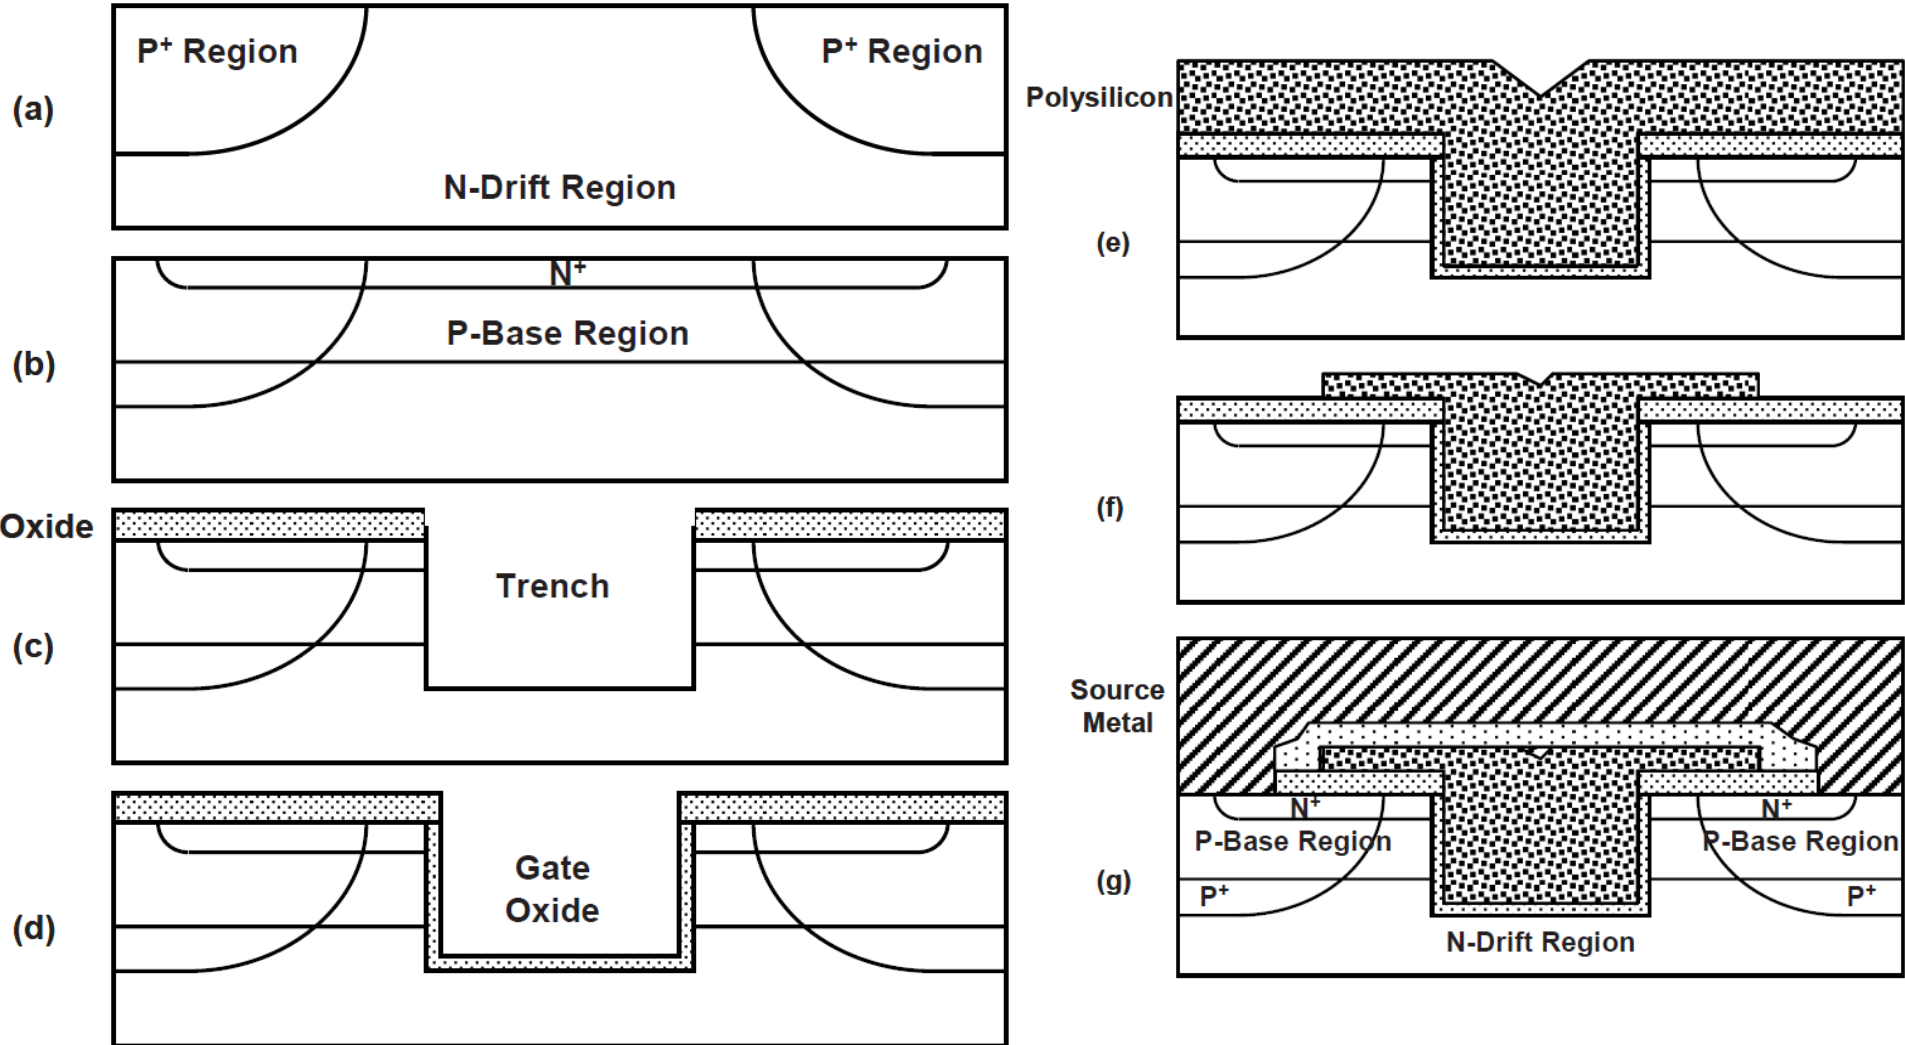 (a)
P+ Region
P+ Region
N-Drift Region
(b)
N+
P-Base Region
Oxide
(c)
Trench
(d)
Gate
Oxide
Polysilicon
(e)
(f)
Source
Metal
(g)
N+
N+
P-Base Region
P-Base Region
P+
P+
N-Drift Region